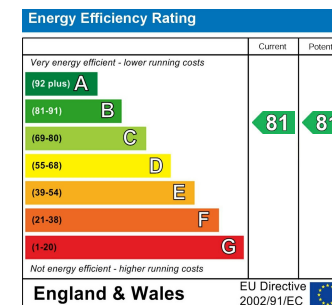 Energy Efficiency Rating
Current Potent
Very energy efficient - lower running costs
(92 plus) A
(81-91) B
81 81
(69-80) C
(55-68) D
(39-54) E
(21-38) F
(1-20) G
Not energy efficient - higher running costs
England & Wales
EU Directive
2002/91/EC